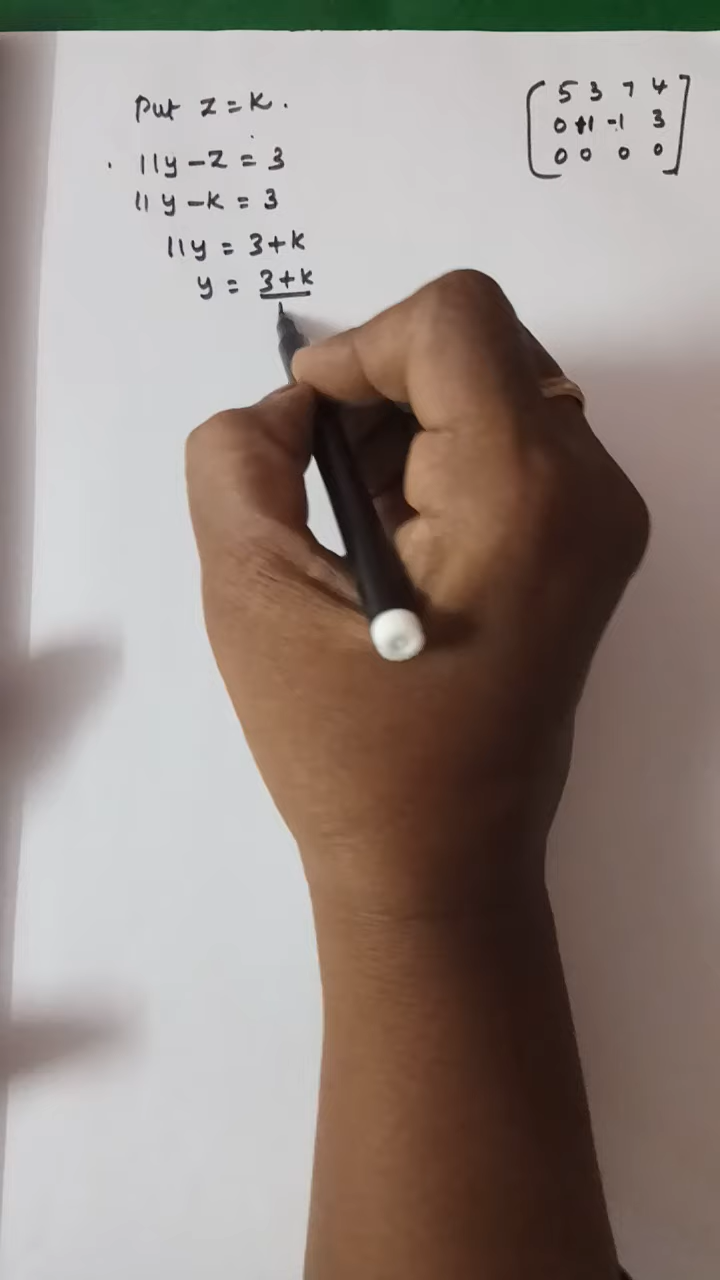 Put z = k.
11y - z = 3
11y - k = 3
11y = 3 + k
y = 3 + k
5 3 7 4
0 11 -1 3
0 0 0 0